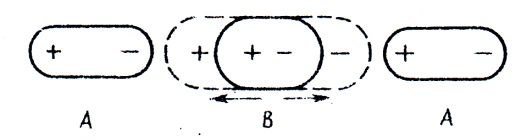 + − + + − − + −
A B A